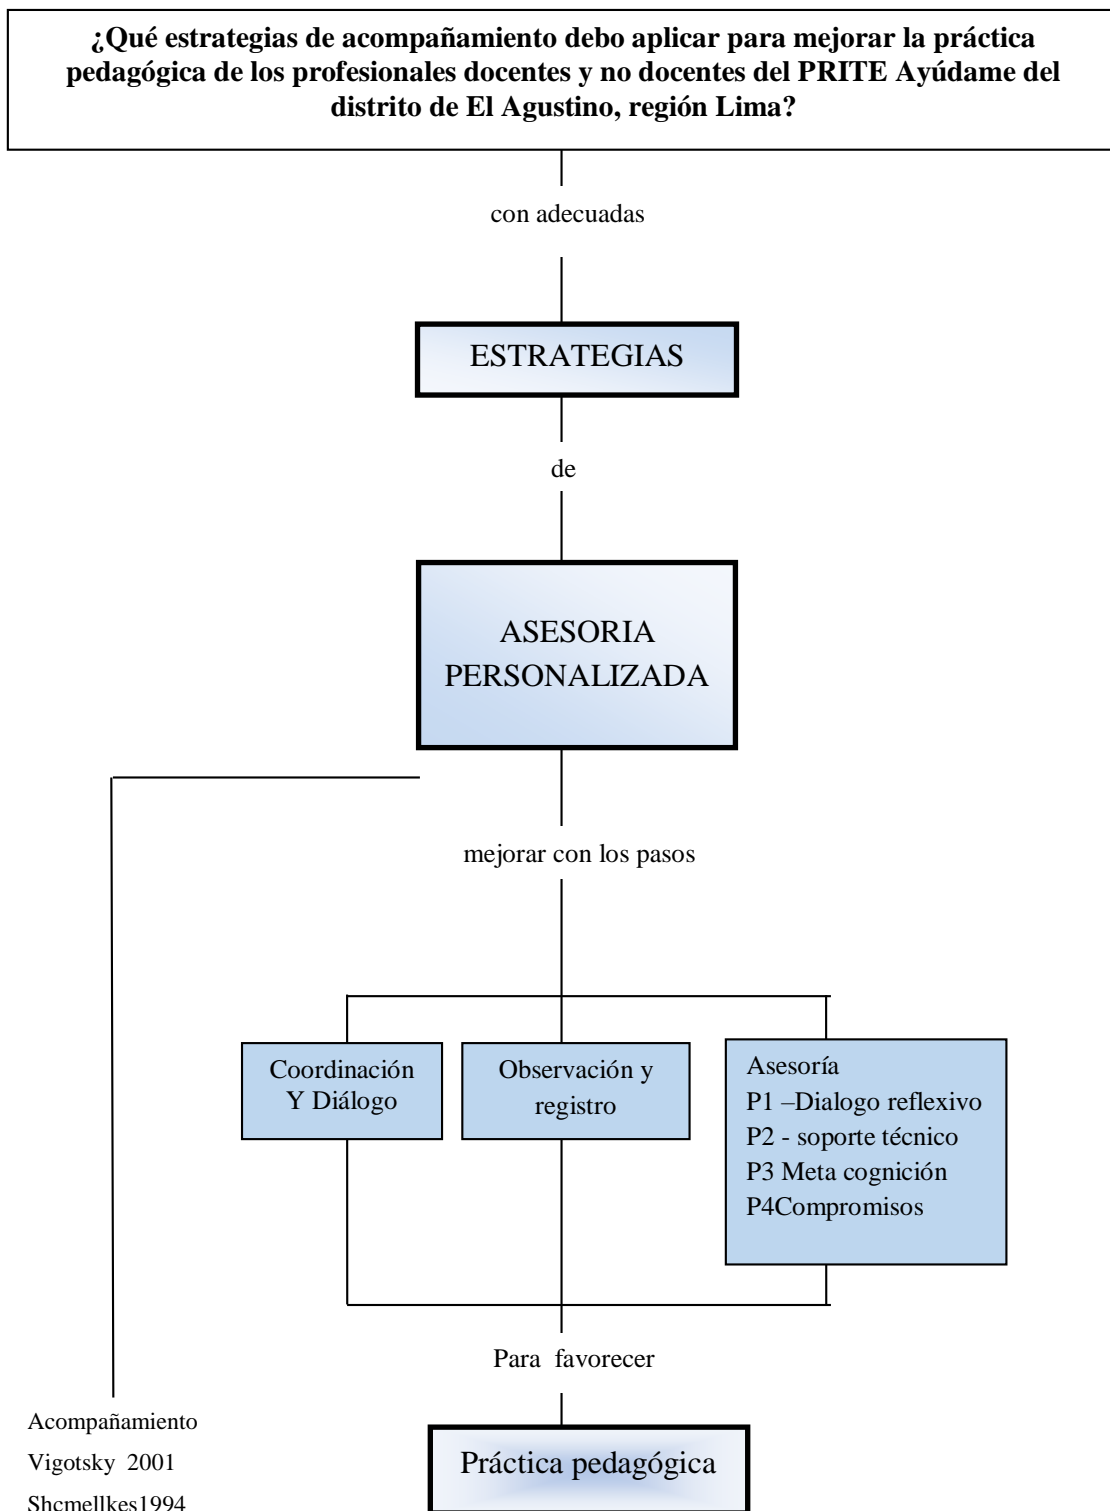 ¿Qué estrategias de acompañamiento debo aplicar para mejorar la práctica
pedagógica de los profesionales docentes y no docentes del PRITE Ayúdame del
distrito de El Agustino, región Lima?
con adecuadas
ESTRATEGIAS
de
ASESORIA
PERSONALIZADA
mejorar con los pasos
Coordinación
Y Diálogo
Observación y
registro
Asesoría
P1 –Dialogo reflexivo
P2 - soporte técnico
P3 Meta cognición
P4Compromisos
Para favorecer
Acompañamiento
Vigotsky 2001
Shcmellkes1994
Práctica pedagógica